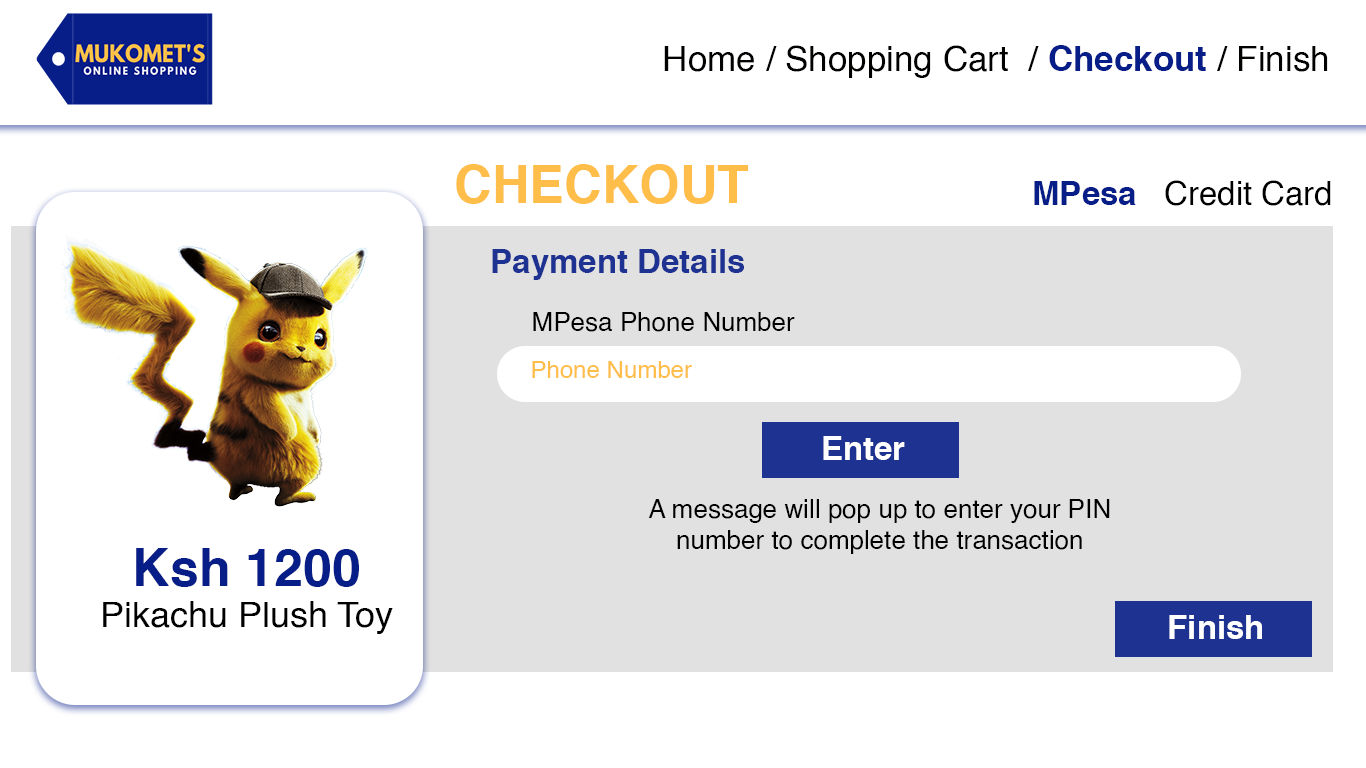 MUKOMET'S
ONLINE SHOPPING
Home / Shopping Cart / Checkout / Finish
CHECKOUT
MPesa Credit Card
Payment Details
MPesa Phone Number
Phone Number
Enter
A message will pop up to enter your PIN
number to complete the transaction
Finish
Ksh 1200
Pikachu Plush Toy